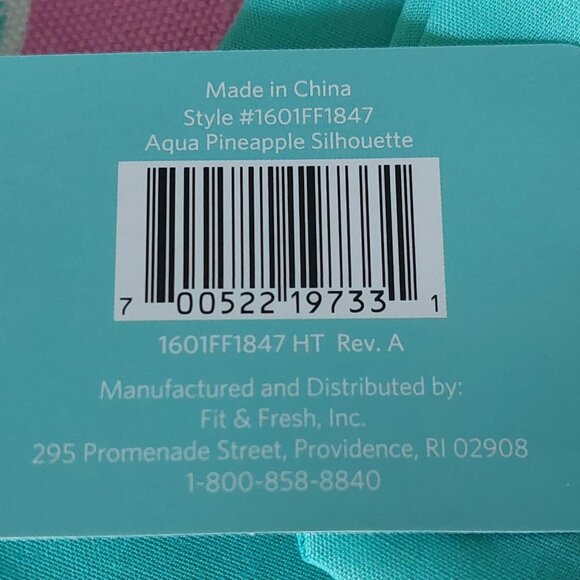 Made in China
Style #1601FF1847
Aqua Pineapple Silhouette
7 00522 19733 1
1601FF1847 HT Rev. A
Manufactured and Distributed by:
Fit & Fresh, Inc.
295 Promenade Street, Providence, RI 02908
1-800-858-8840